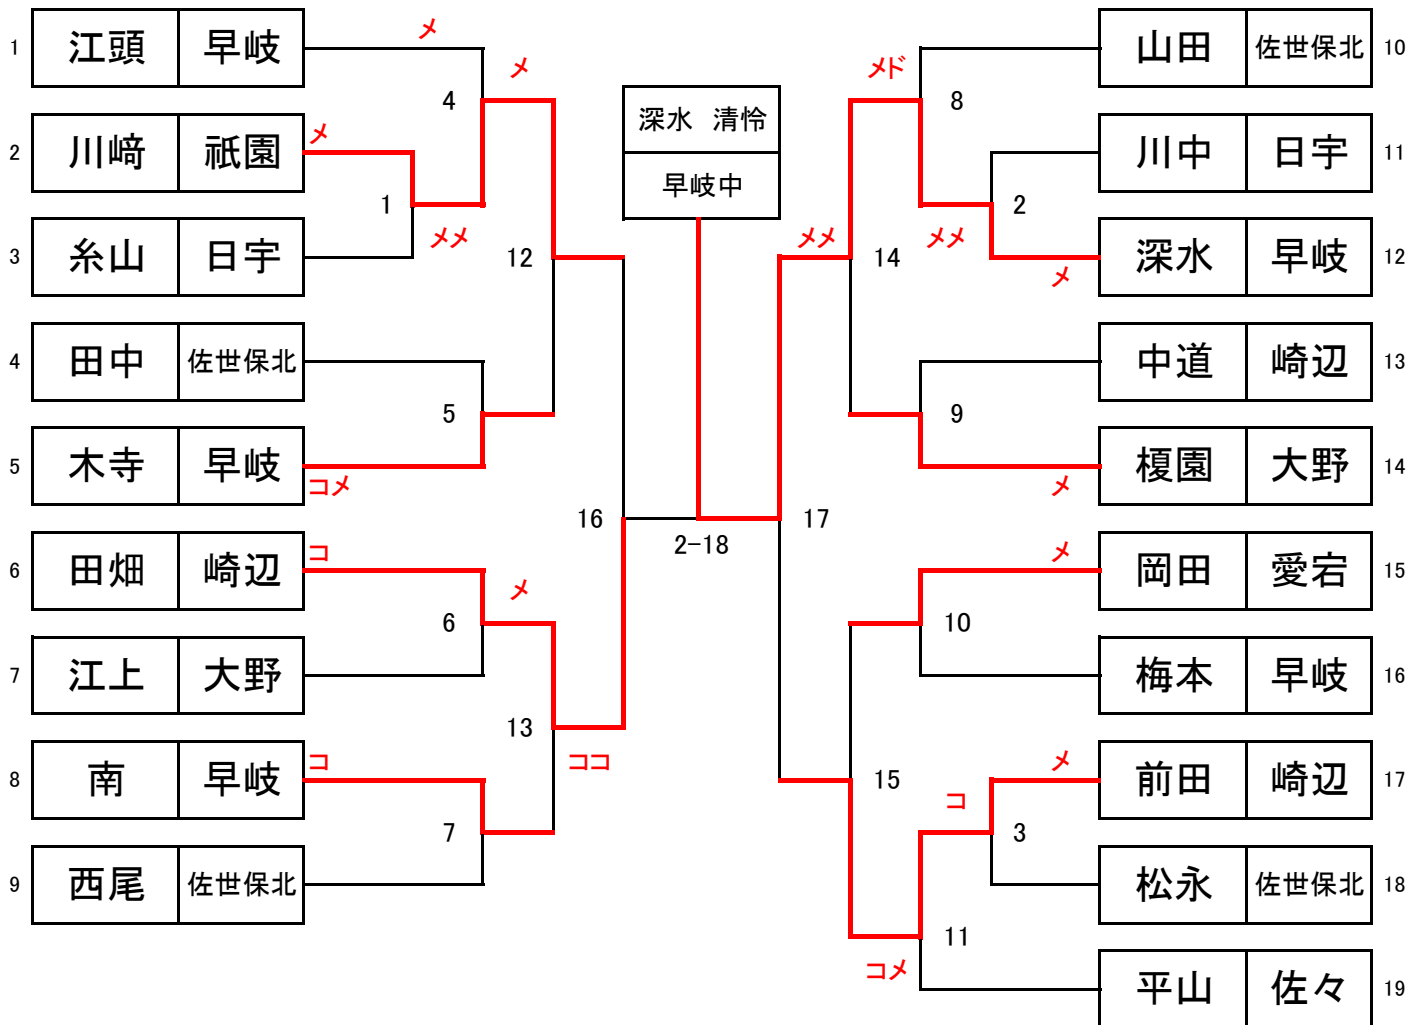 1 江頭 早岐
メ
メ
4
2 川﨑 祇園
メ
1
メメ
3 糸山 日宇
12
4 田中 佐世保北
5
5 木寺 早岐
コメ
16
6 田畑 崎辺
コ
メ
6
7 江上 大野
13
ココ
8 南 早岐
コ
7
9 西尾 佐世保北
深水 清怜
早岐中
2-18
山田 佐世保北 10
メド
8
川中 日宇 11
2
メメ
メメ
14
深水 早岐 12
メ
中道 崎辺 13
9
榎園 大野 14
メ
17
岡田 愛宕 15
メ
10
梅本 早岐 16
15
前田 崎辺 17
メ
コ
3
松永 佐世保北 18
11
コメ
平山 佐々 19